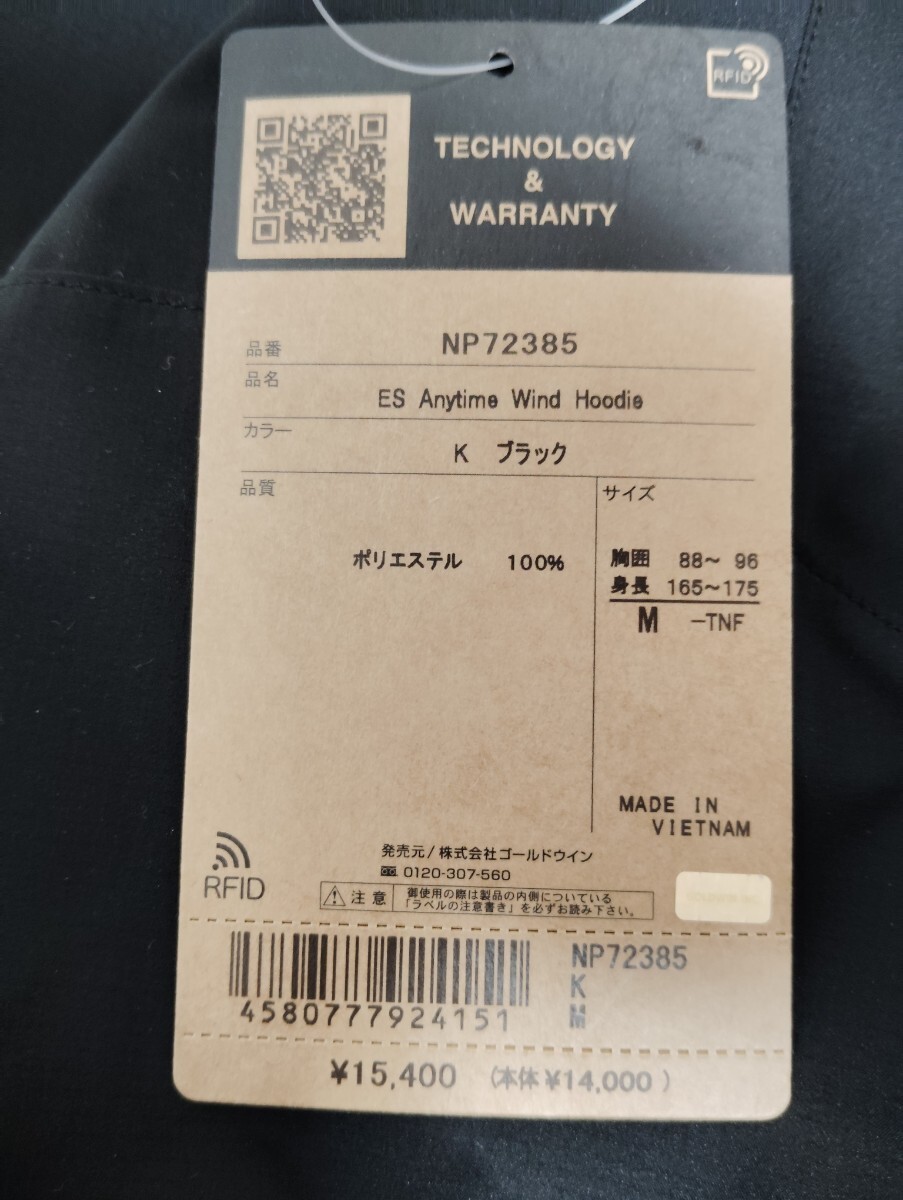 RFID
TECHNOLOGY
&
WARRANTY
品番 NP72385
品名
ES Anytime Wind Hoodie
カラー
K ブラック
品質
サイズ
ポリエステル 100%
胸囲 88～ 96
身長 165～175
M -TNF
MADE IN
VIETNAM
発売元/株式会社ゴールドウイン
0120-307-560
RFID
注意
御使用の際は製品の内側についている
「ラベルの注意書き」を必ずお読み下さい。
4580777924151
NP72385
K
M
¥15,400 (本体 ¥14,000 )